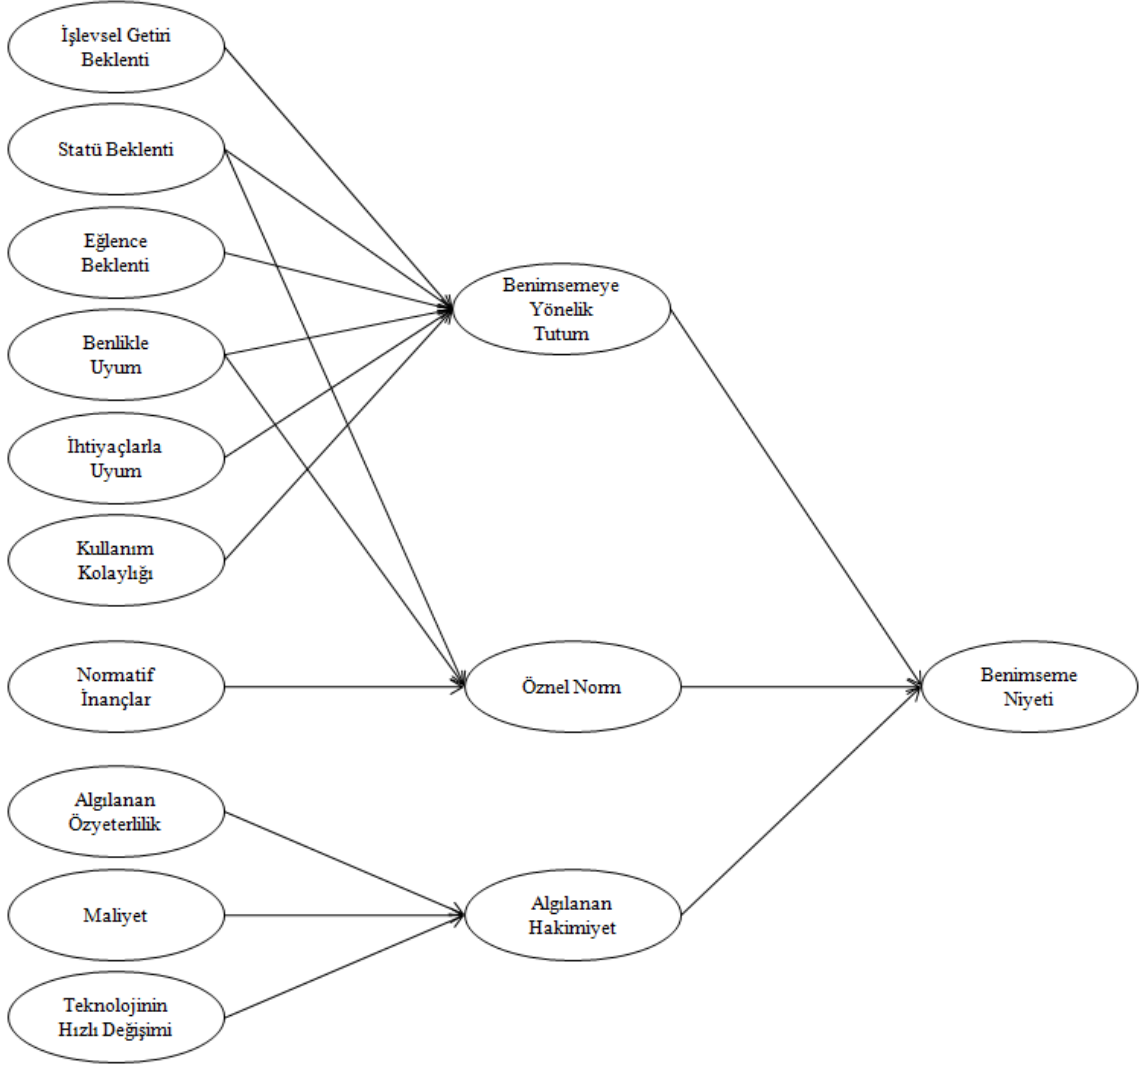 İşlevsel Getiri
Beklenti
Statü Beklenti
Eğlence
Beklenti
Benlikle
Uyum
İhtiyaçlarla
Uyum
Kullanım
Kolaylığı
Normatif
İnançlar
Algılanan
Özyeterlilik
Maliyet
Teknolojinin
Hızlı Değişimi
Benimsemeye
Yönelik
Tutum
Öznel Norm
Algılanan
Hakimiyet
Benimseme
Niyeti